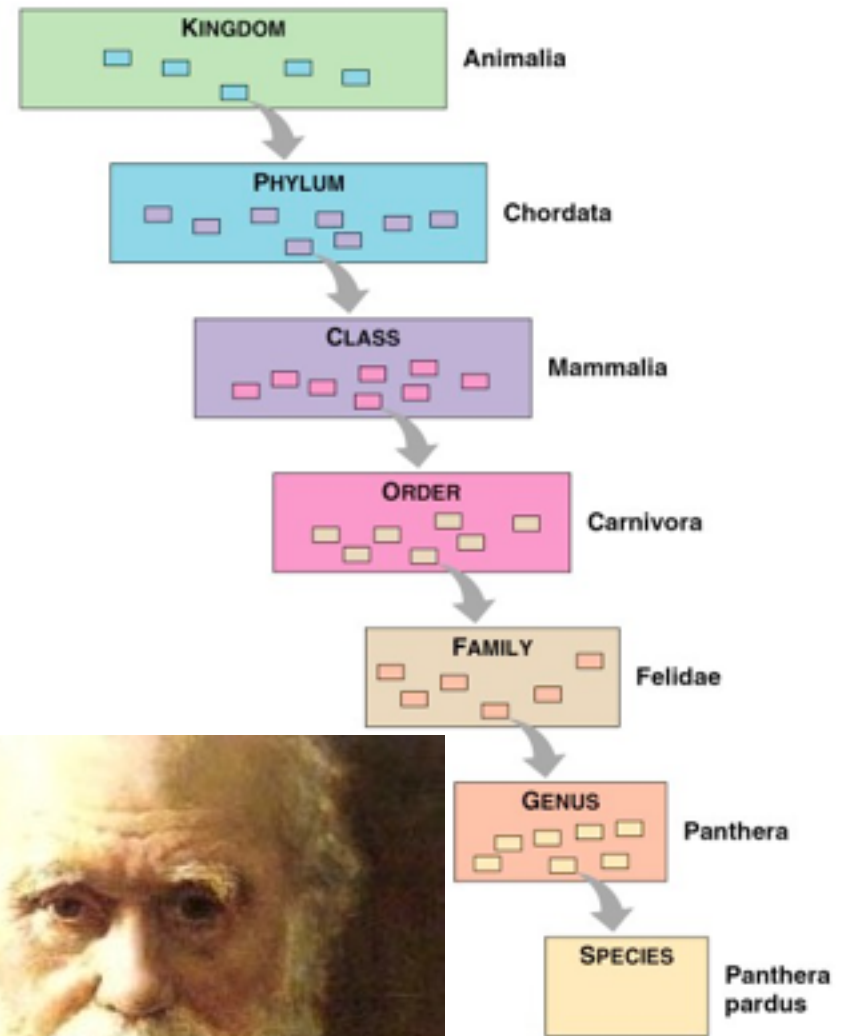 KINGDOM
Animalia
PHYLUM
Chordata
CLASS
Mammalia
ORDER
Carnivora
FAMILY
Felidae
GENUS
Panthera
SPECIES
Panthera
pardus